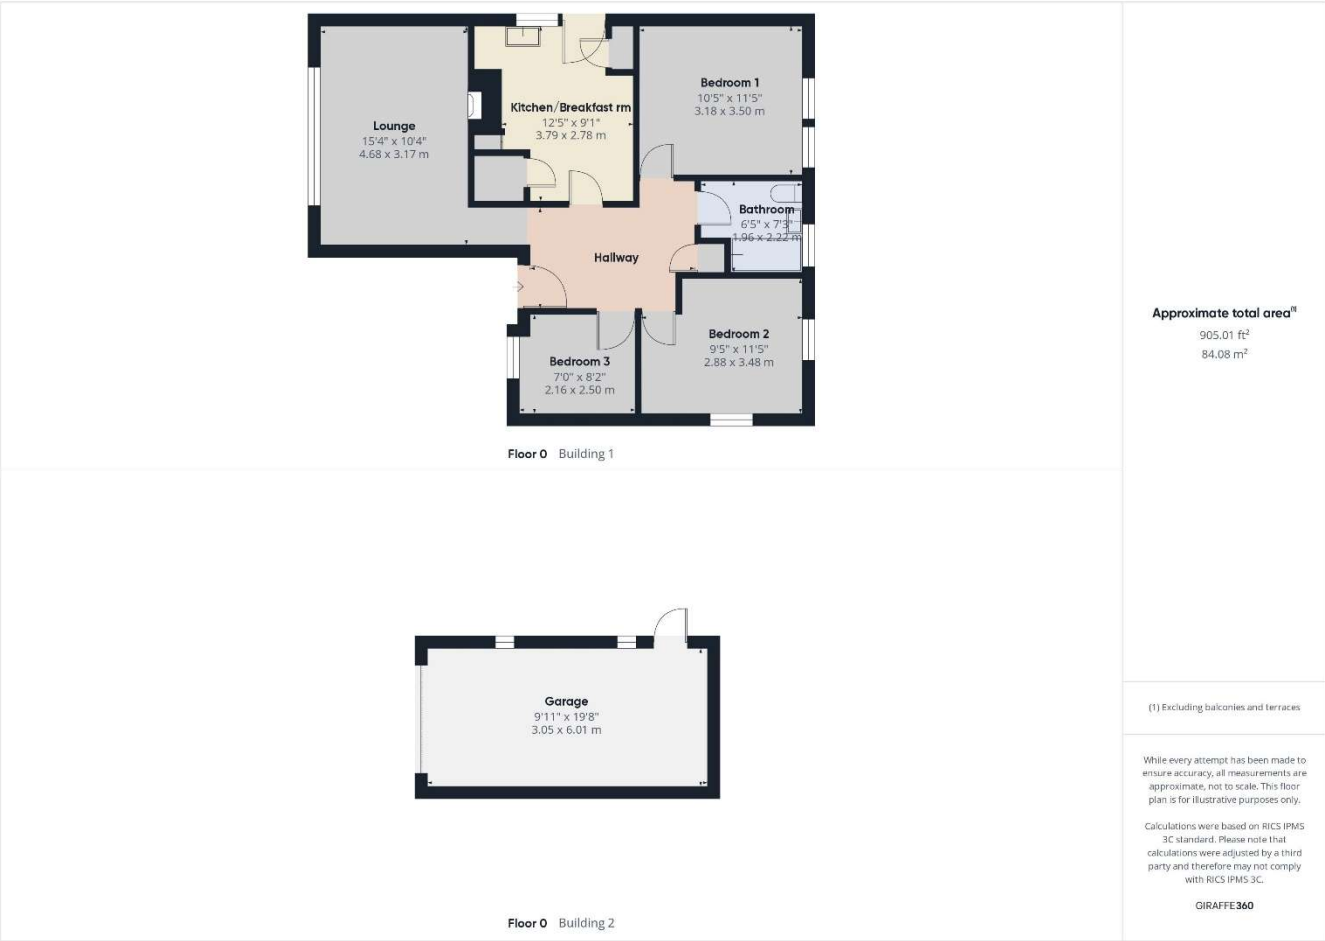 Lounge
15'4" x 10'4"
4.68 x 3.17 m
Kitchen/Breakfast rm
12'5" x 9'1"
3.79 x 2.78 m
Bedroom 1
10'5" x 11'5"
3.18 x 3.50 m
Bathroom
6'5" x 7'3"
1.96 x 2.22 m
Hallway
Bedroom 2
9'5" x 11'5"
2.88 x 3.48 m
Bedroom 3
7'0" x 8'2"
2.16 x 2.50 m
Floor 0 Building 1
Garage
9'11" x 19'8"
3.05 x 6.01 m
Floor 0 Building 2
Approximate total area⁽¹⁾
905.01 ft²
84.08 m²
(1) Excluding balconies and terraces
While every attempt has been made to
ensure accuracy, all measurements are
approximate, not to scale. This floor
plan is for illustrative purposes only.
Calculations were based on RICS IPMS
3C standard. Please note that
calculations were adjusted by a third
party and therefore may not comply
with RICS IPMS 3C.
GIRAFFE360